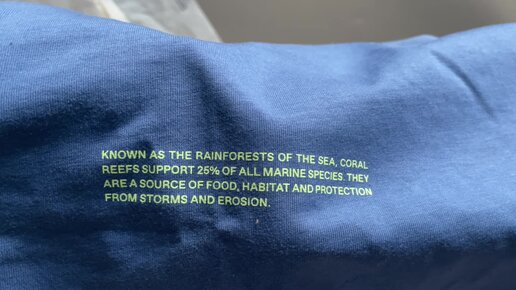 KNOWN AS THE RAINFORESTS OF THE SEA, CORAL
REEFS SUPPORT 25% OF ALL MARINE SPECIES. THEY
ARE A SOURCE OF FOOD, HABITAT AND PROTECTION
FROM STORMS AND EROSION.